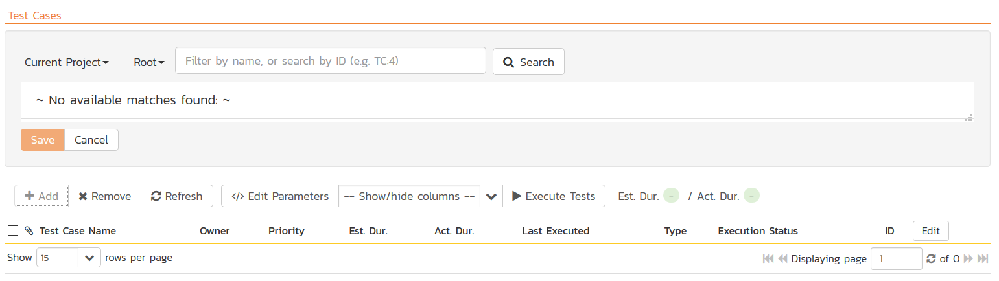 Test Cases
Current Project Root Filter by name, or search by ID (e.g. TC:4) Search
~ No available matches found: ~
Save Cancel
Add Remove Refresh </> Edit Parameters -- Show/hide columns -- Execute Tests Est. Dur. - / Act. Dur. -
Test Case Name Owner Priority Est. Dur. Act. Dur. Last Executed Type Execution Status ID Edit
Show 15 rows per page Displaying page 1 of 0